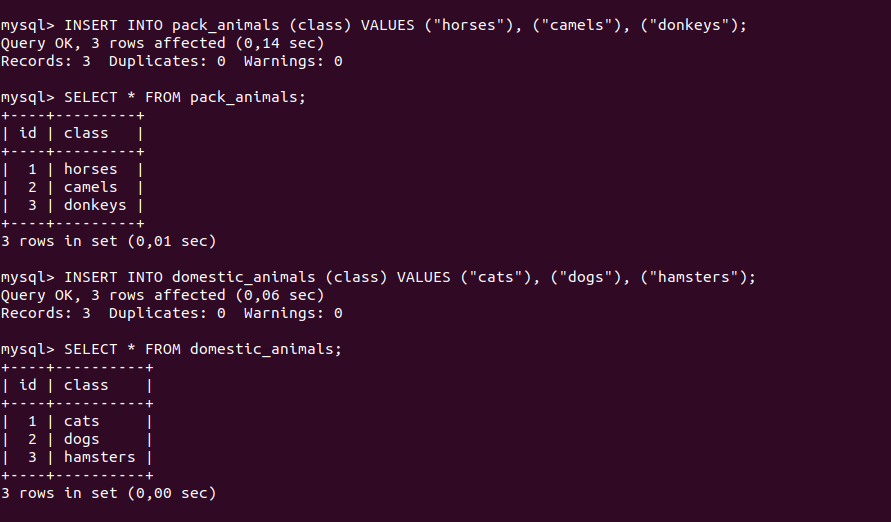 mysql> INSERT INTO pack_animals (class) VALUES ("horses"), ("camels"), ("donkeys");
Query OK, 3 rows affected (0,14 sec)
Records: 3  Duplicates: 0  Warnings: 0
mysql> SELECT * FROM pack_animals;
+----+---------+
| id | class   |
+----+---------+
|  1 | horses  |
|  2 | camels  |
|  3 | donkeys |
+----+---------+
3 rows in set (0,01 sec)
mysql> INSERT INTO domestic_animals (class) VALUES ("cats"), ("dogs"), ("hamsters");
Query OK, 3 rows affected (0,06 sec)
Records: 3  Duplicates: 0  Warnings: 0
mysql> SELECT * FROM domestic_animals;
+----+----------+
| id | class    |
+----+----------+
|  1 | cats     |
|  2 | dogs     |
|  3 | hamsters |
+----+----------+
3 rows in set (0,00 sec)